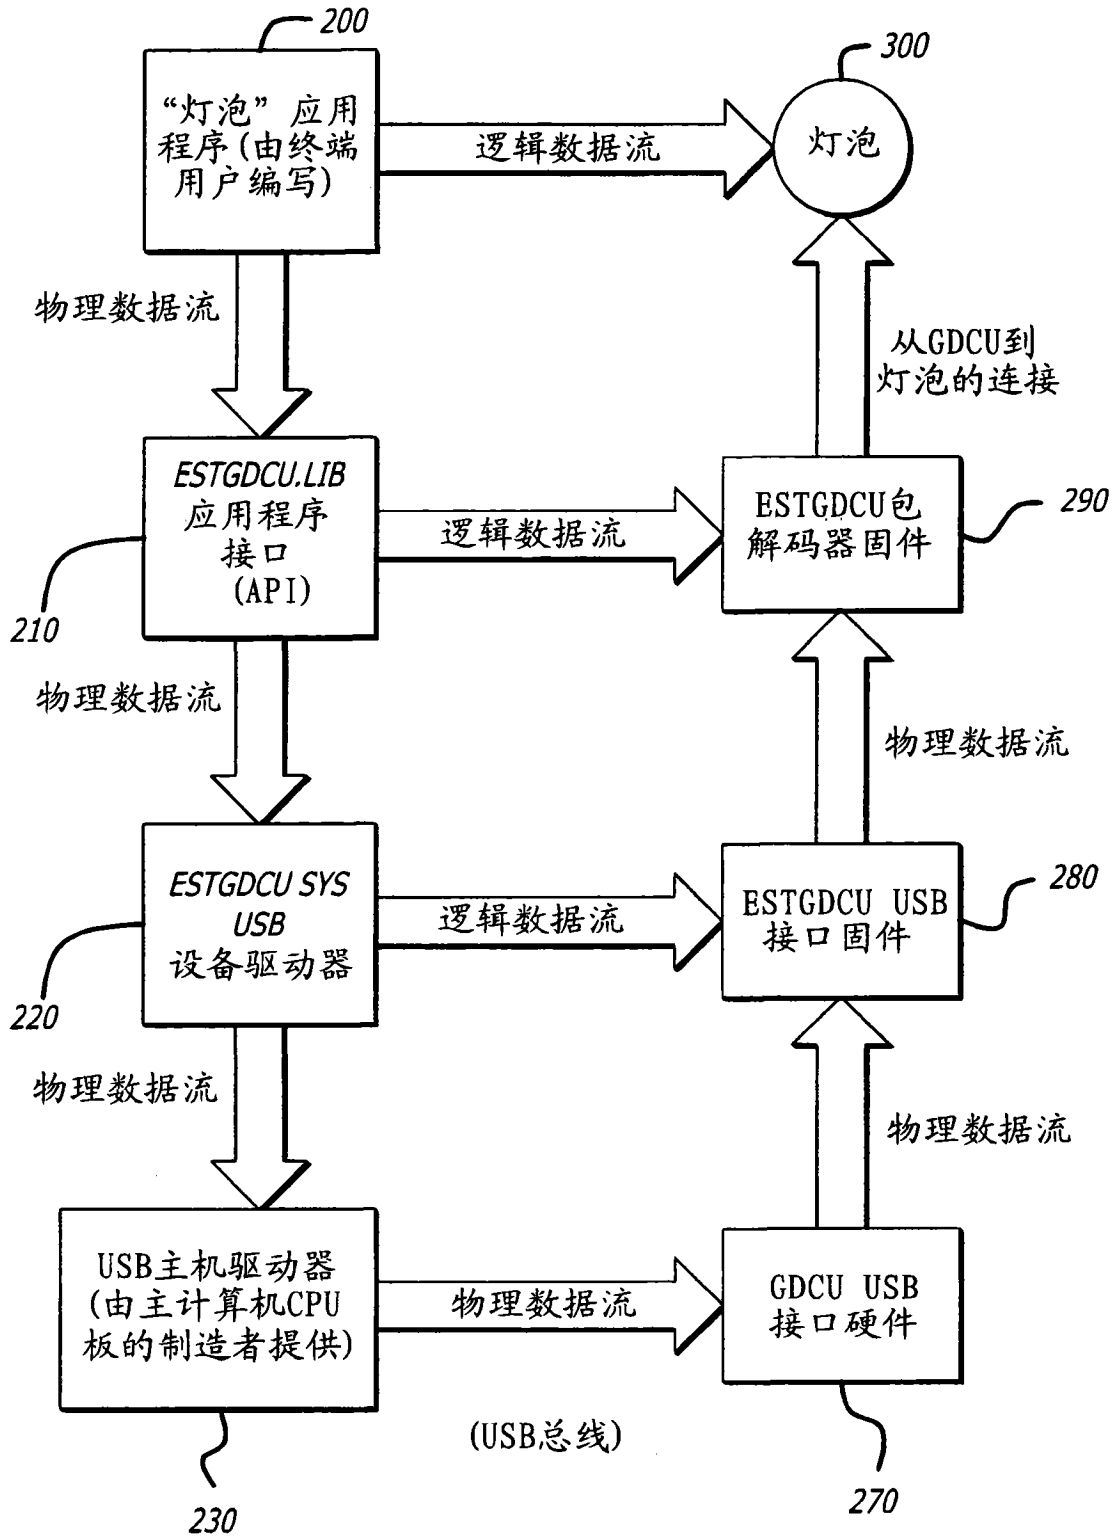 200
300
“灯泡” 应用
程序(由终端
用户编写)
逻辑数据流
灯泡
物理数据流
从GDCU到
灯泡的连接
ESTGDCU.LIB
应用程序
接口
(API)
逻辑数据流
ESTGDCU包
解码器固件
290
210
物理数据流
物理数据流
ESTGDCU SYS
USB
设备驱动器
逻辑数据流
ESTGDCU USB
接口固件
280
220
物理数据流
物理数据流
USB主机驱动器
(由主计算机CPU
板的制造者提供)
物理数据流
GDCU USB
接口硬件
(USB总线)
230
270